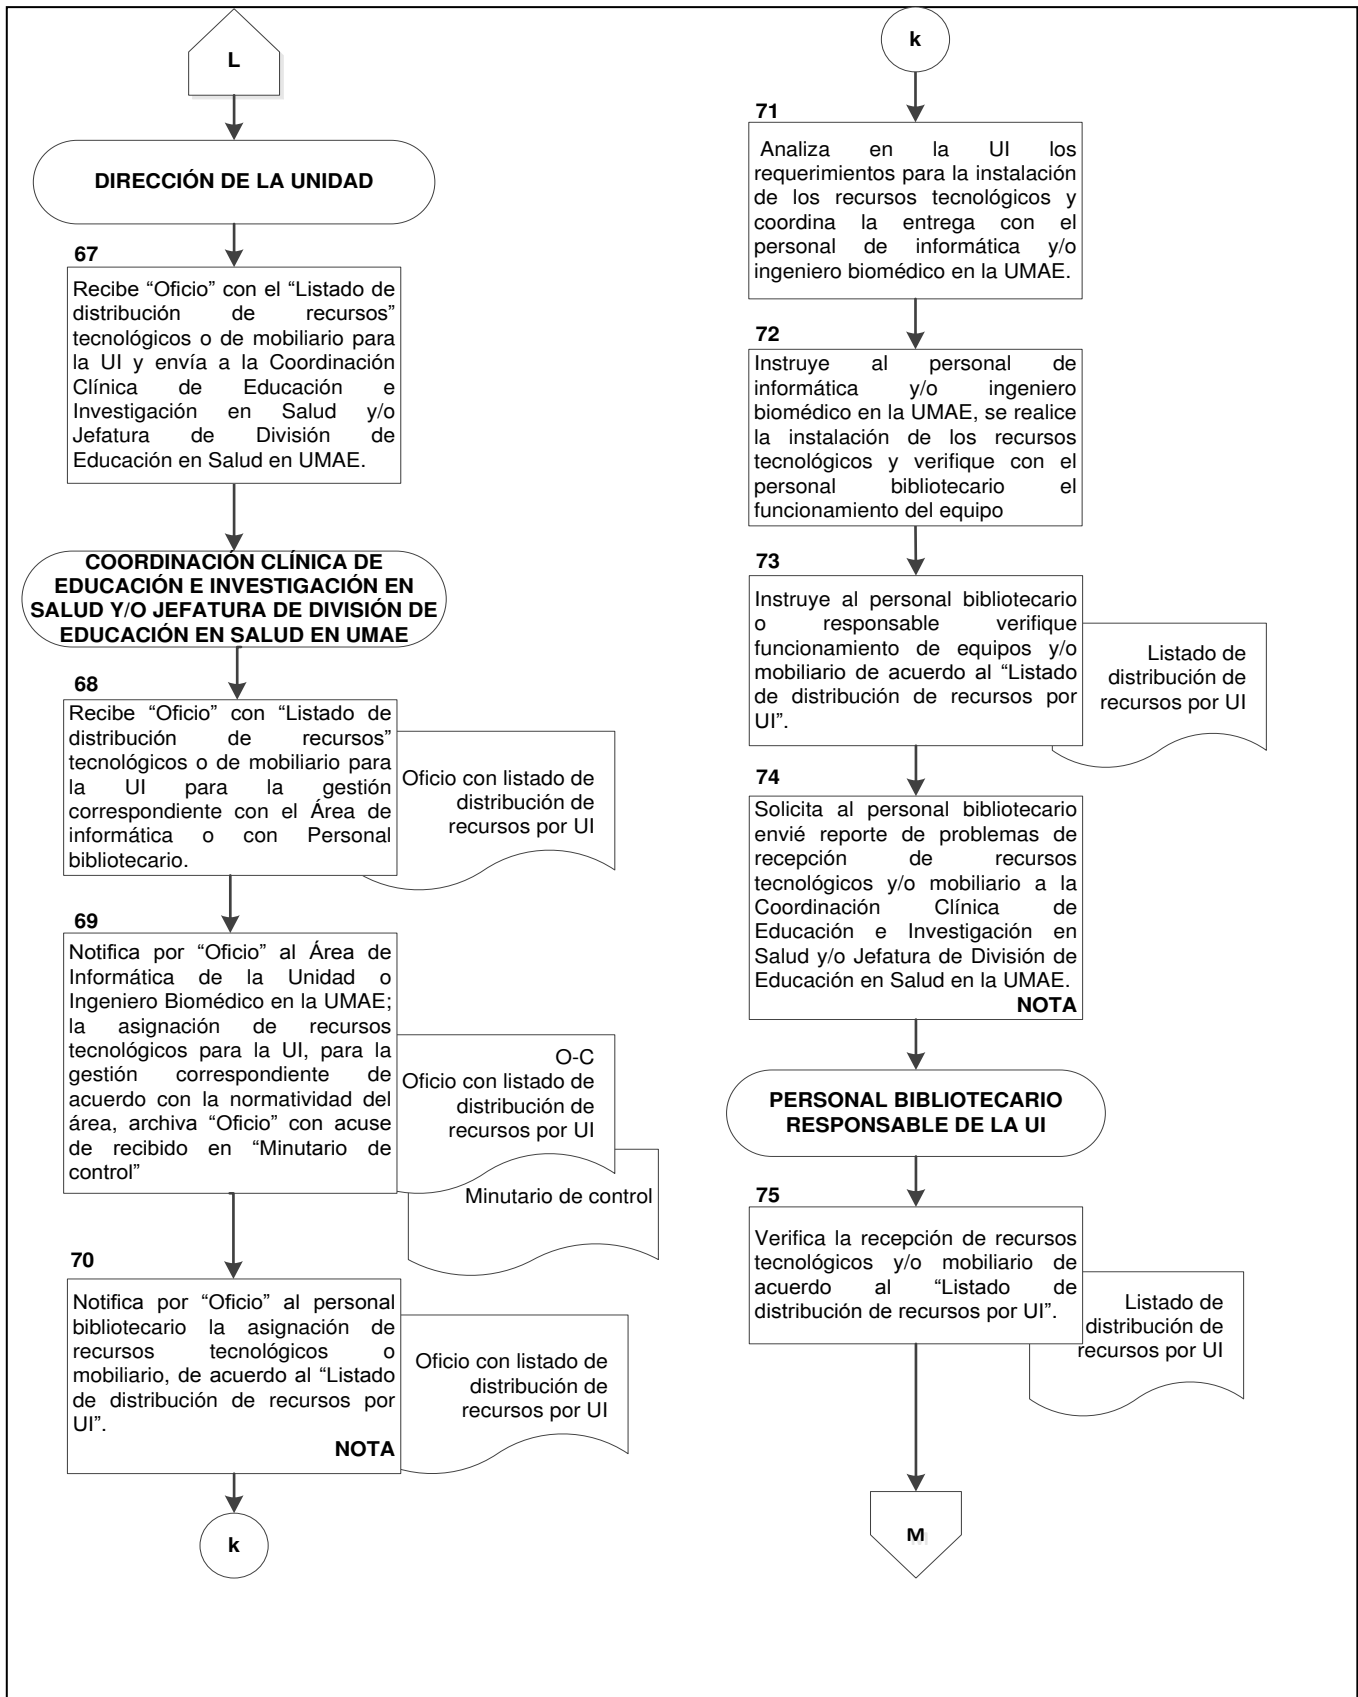 L
DIRECCIÓN DE LA UNIDAD
67
Recibe “Oficio” con el “Listado de
distribución de recursos”
tecnológicos o de mobiliario para
la UI y envía a la Coordinación
Clínica de Educación e
Investigación en Salud y/o
Jefatura de División de
Educación en Salud en UMAE.
COORDINACIÓN CLÍNICA DE
EDUCACIÓN E INVESTIGACIÓN EN
SALUD Y/O JEFATURA DE DIVISIÓN DE
EDUCACIÓN EN SALUD EN UMAE
68
Recibe “Oficio” con “Listado de
distribución de recursos”
tecnológicos o de mobiliario para
la UI para la gestión
correspondiente con el Área de
informática o con Personal
bibliotecario.
Oficio con listado de
distribución de
recursos por UI
69
Notifica por “Oficio” al Área de
Informática de la Unidad o
Ingeniero Biomédico en la UMAE;
la asignación de recursos
tecnológicos para la UI, para la
gestión correspondiente de
acuerdo con la normatividad del
área, archiva “Oficio” con acuse
de recibido en “Minutario de
control”
O-C
Oficio con listado de
distribución de
recursos por UI
Minutario de control
70
Notifica por “Oficio” al personal
bibliotecario la asignación de
recursos tecnológicos o
mobiliario, de acuerdo al “Listado
de distribución de recursos por
UI”.
NOTA
Oficio con listado de
distribución de
recursos por UI
k
k
71
Analiza en la UI los
requerimientos para la instalación
de los recursos tecnológicos y
coordina la entrega con el
personal de informática y/o
ingeniero biomédico en la UMAE.
72
Instruye al personal de
informática y/o ingeniero
biomédico en la UMAE, se realice
la instalación de los recursos
tecnológicos y verifique con el
personal bibliotecario el
funcionamiento del equipo
73
Instruye al personal bibliotecario
o responsable verifique
funcionamiento de equipos y/o
mobiliario de acuerdo al “Listado
de distribución de recursos por
UI”.
Listado de
distribución de
recursos por UI
74
Solicita al personal bibliotecario
envié reporte de problemas de
recepción de recursos
tecnológicos y/o mobiliario a la
Coordinación Clínica de
Educación e Investigación en
Salud y/o Jefatura de División de
Educación en Salud en la UMAE.
NOTA
PERSONAL BIBLIOTECARIO
RESPONSABLE DE LA UI
75
Verifica la recepción de recursos
tecnológicos y/o mobiliario de
acuerdo al “Listado de
distribución de recursos por UI”.
Listado de
distribución de
recursos por UI
M